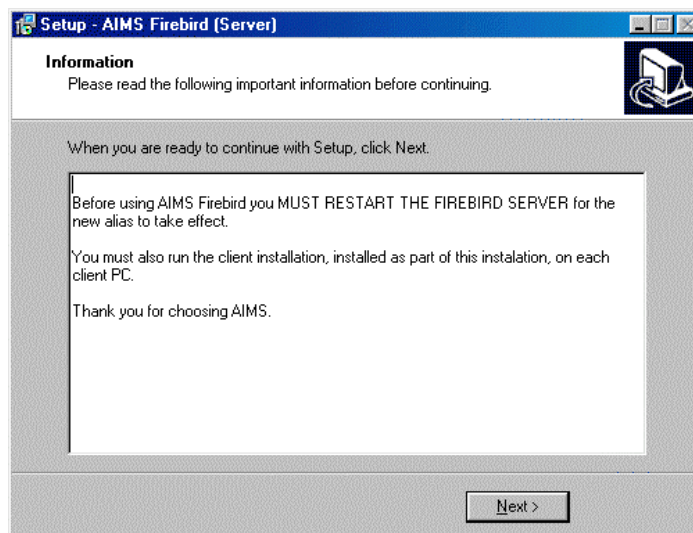 Setup - AIMS Firebird (Server)
Information
Please read the following important information before continuing.
When you are ready to continue with Setup, click Next.
Before using AIMS Firebird you MUST RESTART THE FIREBIRD SERVER for the
new alias to take effect.
You must also run the client installation, installed as part of this instalation, on each
client PC.
Thank you for choosing AIMS.
Next >